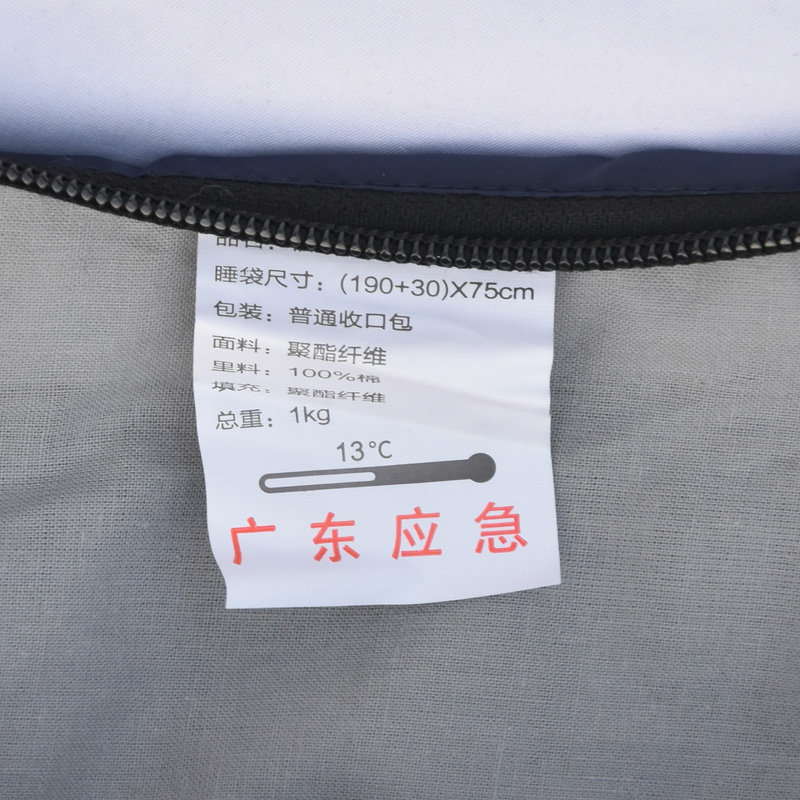 睡袋尺寸：(190+30)X75cm
包装：普通收口包
面料：聚酯纤维
里料：100%棉
填充：聚酯纤维
总重：1kg
13℃
广东应急